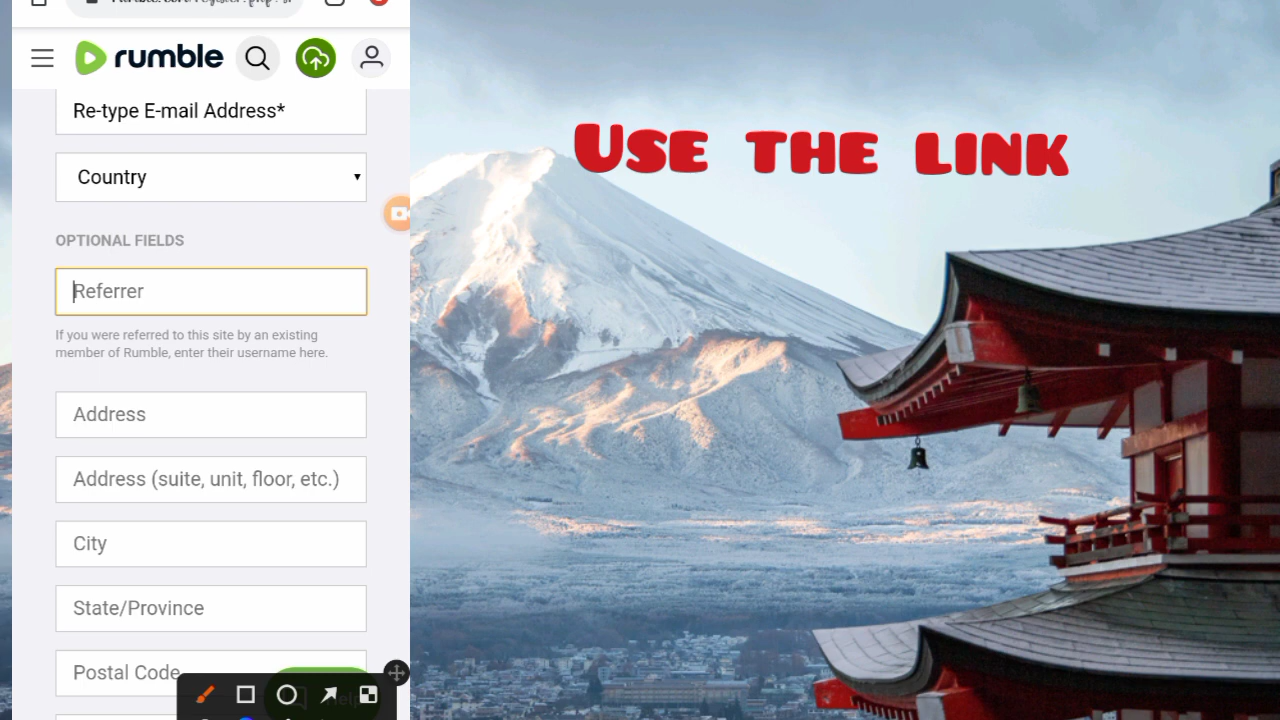 rumble
Re-type E-mail Address*
Country
OPTIONAL FIELDS
Referrer
If you were referred to this site by an existing
member of Rumble, enter their username here.
Address
Address (suite, unit, floor, etc.)
City
State/Province
Postal Code
USE THE LINK